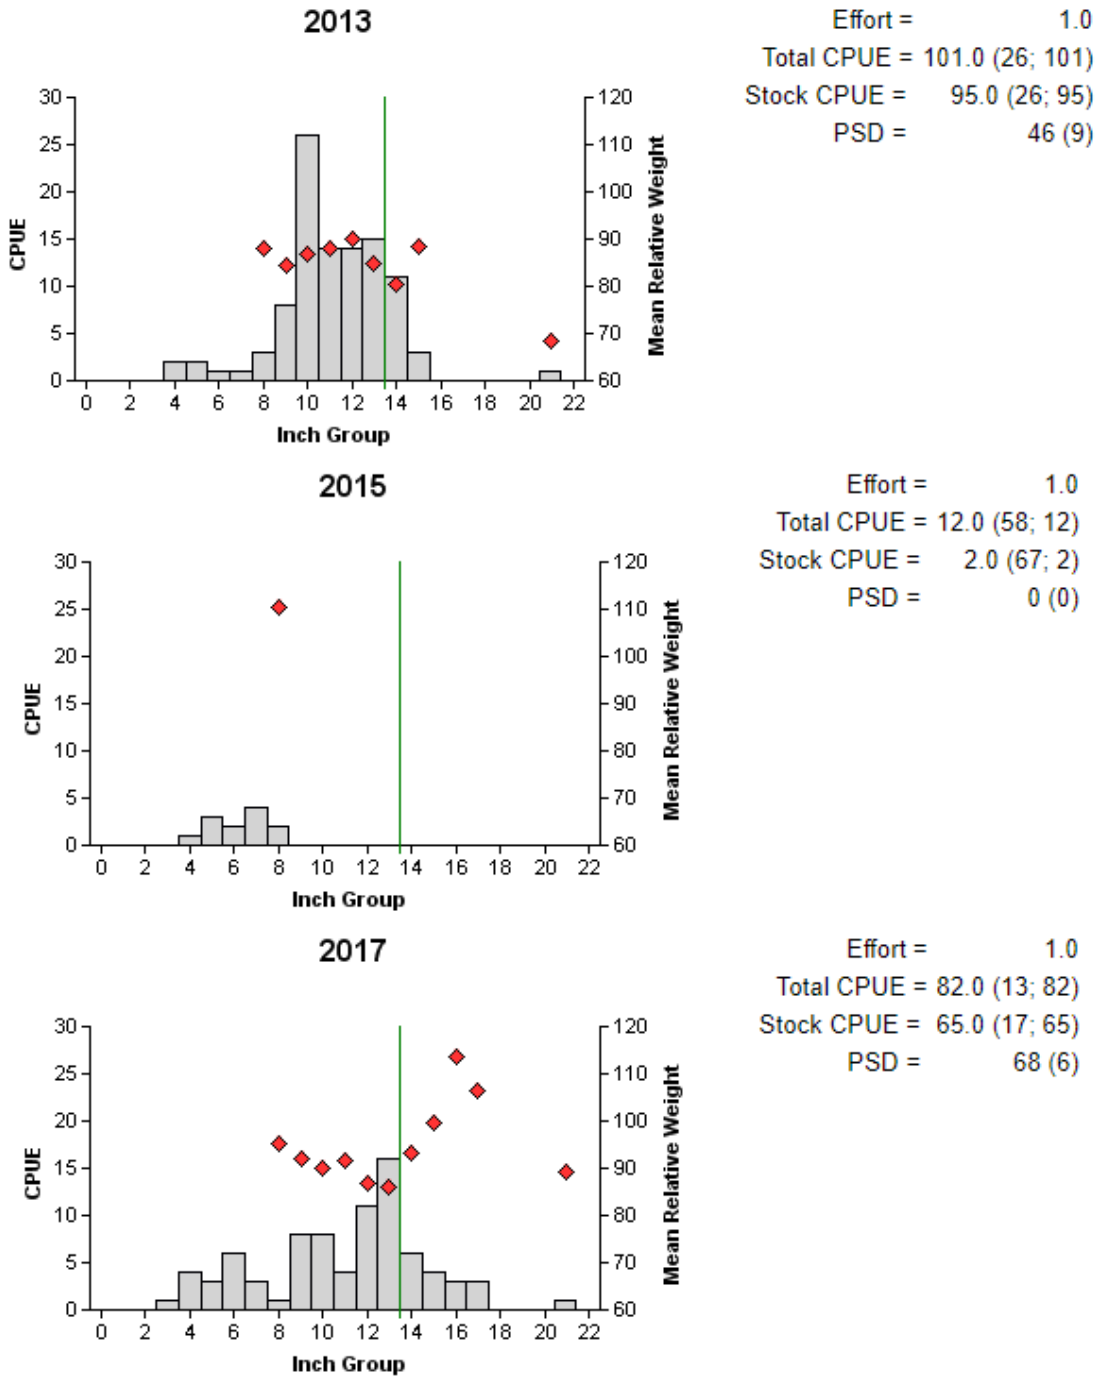 2013
Effort = 1.0
Total CPUE = 101.0 (26; 101)
Stock CPUE = 95.0 (26; 95)
PSD = 46 (9)
30 120
25 110
20 100
15 90
10 80
5 70
0 60
CPUE
Mean Relative Weight
0 2 4 6 8 10 12 14 16 18 20 22
Inch Group
2015
Effort = 1.0
Total CPUE = 12.0 (58; 12)
Stock CPUE = 2.0 (67; 2)
PSD = 0 (0)
30 120
25 110
20 100
15 90
10 80
5 70
0 60
CPUE
Mean Relative Weight
0 2 4 6 8 10 12 14 16 18 20 22
Inch Group
2017
Effort = 1.0
Total CPUE = 82.0 (13; 82)
Stock CPUE = 65.0 (17; 65)
PSD = 68 (6)
30 120
25 110
20 100
15 90
10 80
5 70
0 60
CPUE
Mean Relative Weight
0 2 4 6 8 10 12 14 16 18 20 22
Inch Group